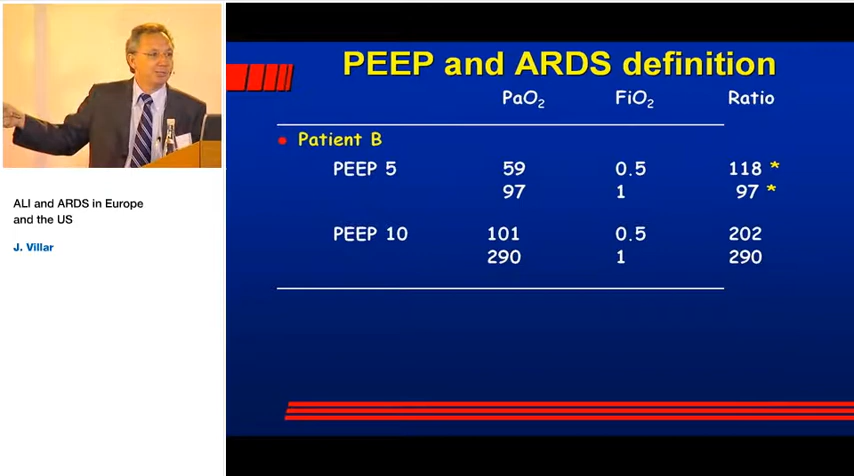 ALI and ARDS in Europe
and the US
J. Villar
PEEP and ARDS definition
PaO₂ FiO₂ Ratio
Patient B
PEEP 5 59 0.5 118 *
97 1 97 *
PEEP 10 101 0.5 202
290 1 290